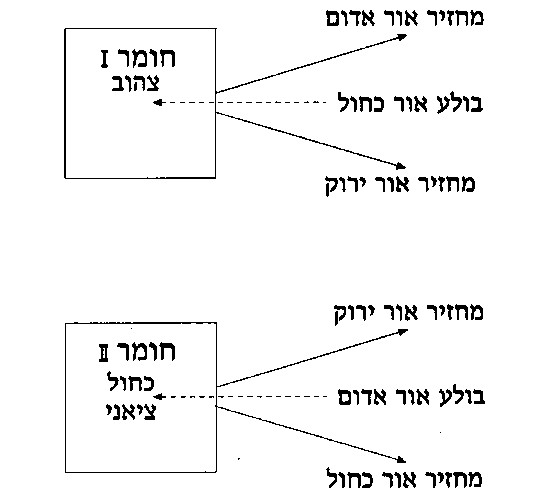 מחזיר אור אדום
חומר I
צהוב
בולע אור כחול
מחזיר אור ירוק
מחזיר אור ירוק
חומר II
כחול
ציאני
בולע אור אדום
מחזיר אור כחול